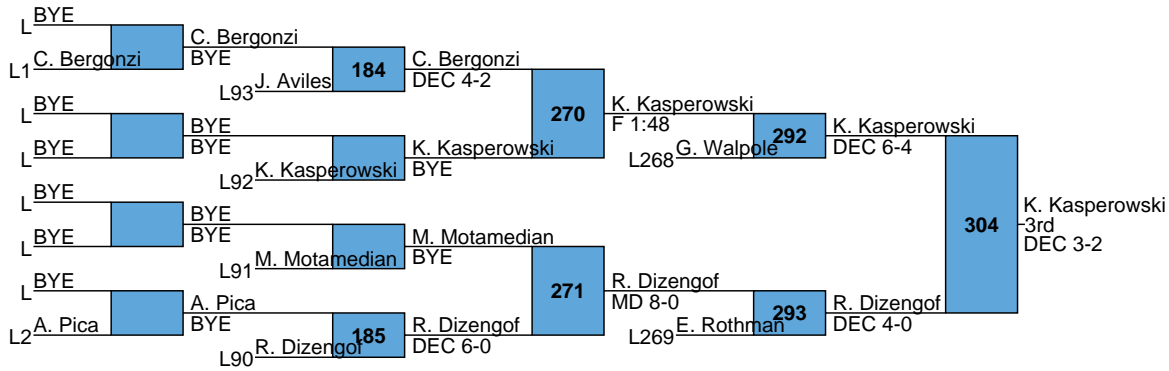 L BYE
L1 C. Bergonzi
C. Bergonzi
BYE
L93 J. Aviles
184
C. Bergonzi
DEC 4-2
L BYE
L BYE
BYE
BYE
L92 K. Kasperowski
K. Kasperowski
BYE
270
K. Kasperowski
F 1:48
L268 G. Walpole
292
K. Kasperowski
DEC 6-4
L BYE
L BYE
BYE
BYE
L91 M. Motamedian
M. Motamedian
BYE
L BYE
L2 A. Pica
A. Pica
BYE
L90 R. Dizengof
185
R. Dizengof
DEC 6-0
271
R. Dizengof
MD 8-0
L269 E. Rothman
293
R. Dizengof
DEC 4-0
304
K. Kasperowski
3rd
DEC 3-2